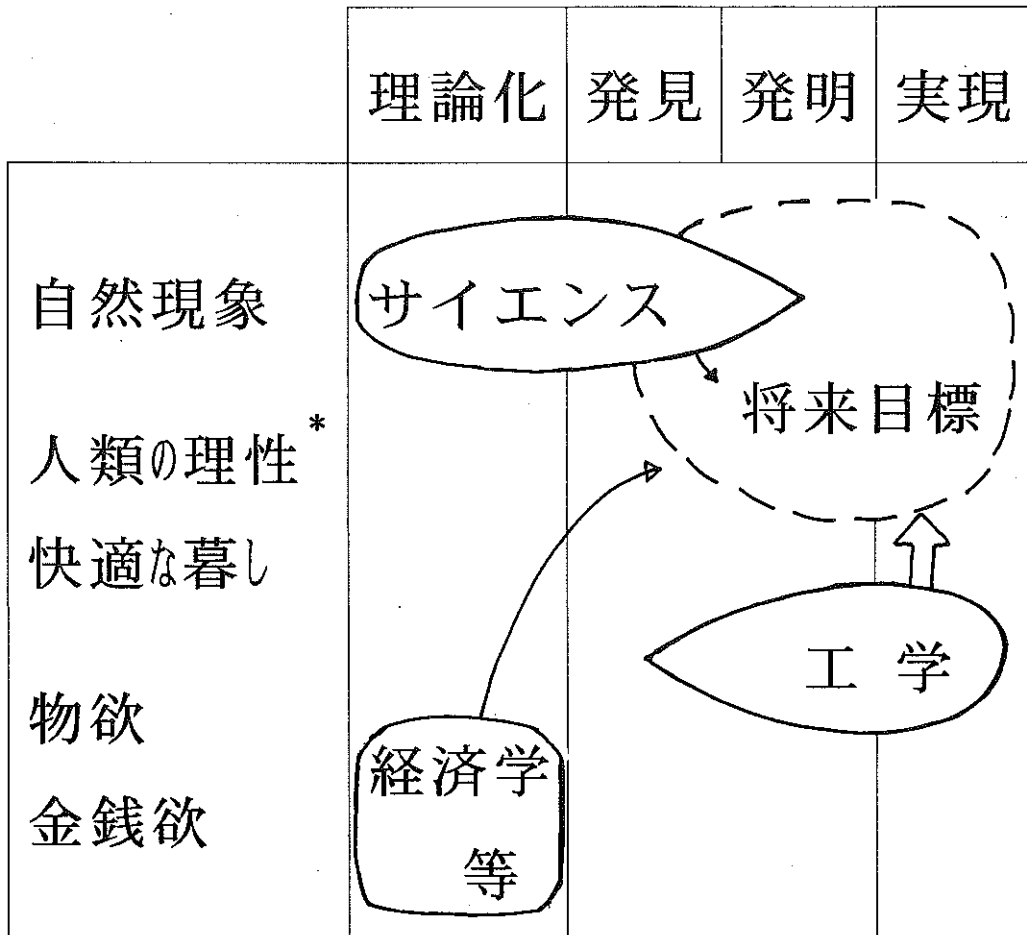 理論化 発見 発明 実現
自然現象
サイエンス
将来目標
人類の理性*
快適な暮し
工学
物欲
経済学
等
金銭欲